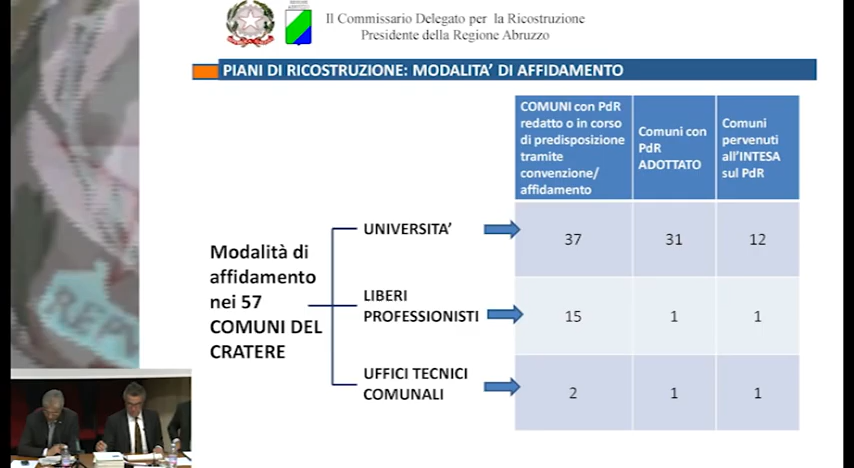 Il Commissario Delegato per la Ricostruzione
Presidente della Regione Abruzzo
PIANI DI RICOSTRUZIONE: MODALITA' DI AFFIDAMENTO
COMUNI con PdR
redatto o in corso
di predisposizione
tramite
convenzione/
affidamento
Comuni con
PdR
ADOTTATO
Comuni
pervenuti
all'INTESA
sul PdR
Modalità di
affidamento
nei 57
COMUNI DEL
CRATERE
UNIVERSITA'
37
31
12
LIBERI
PROFESSIONISTI
15
1
1
UFFICI TECNICI
COMUNALI
2
1
1
REPV